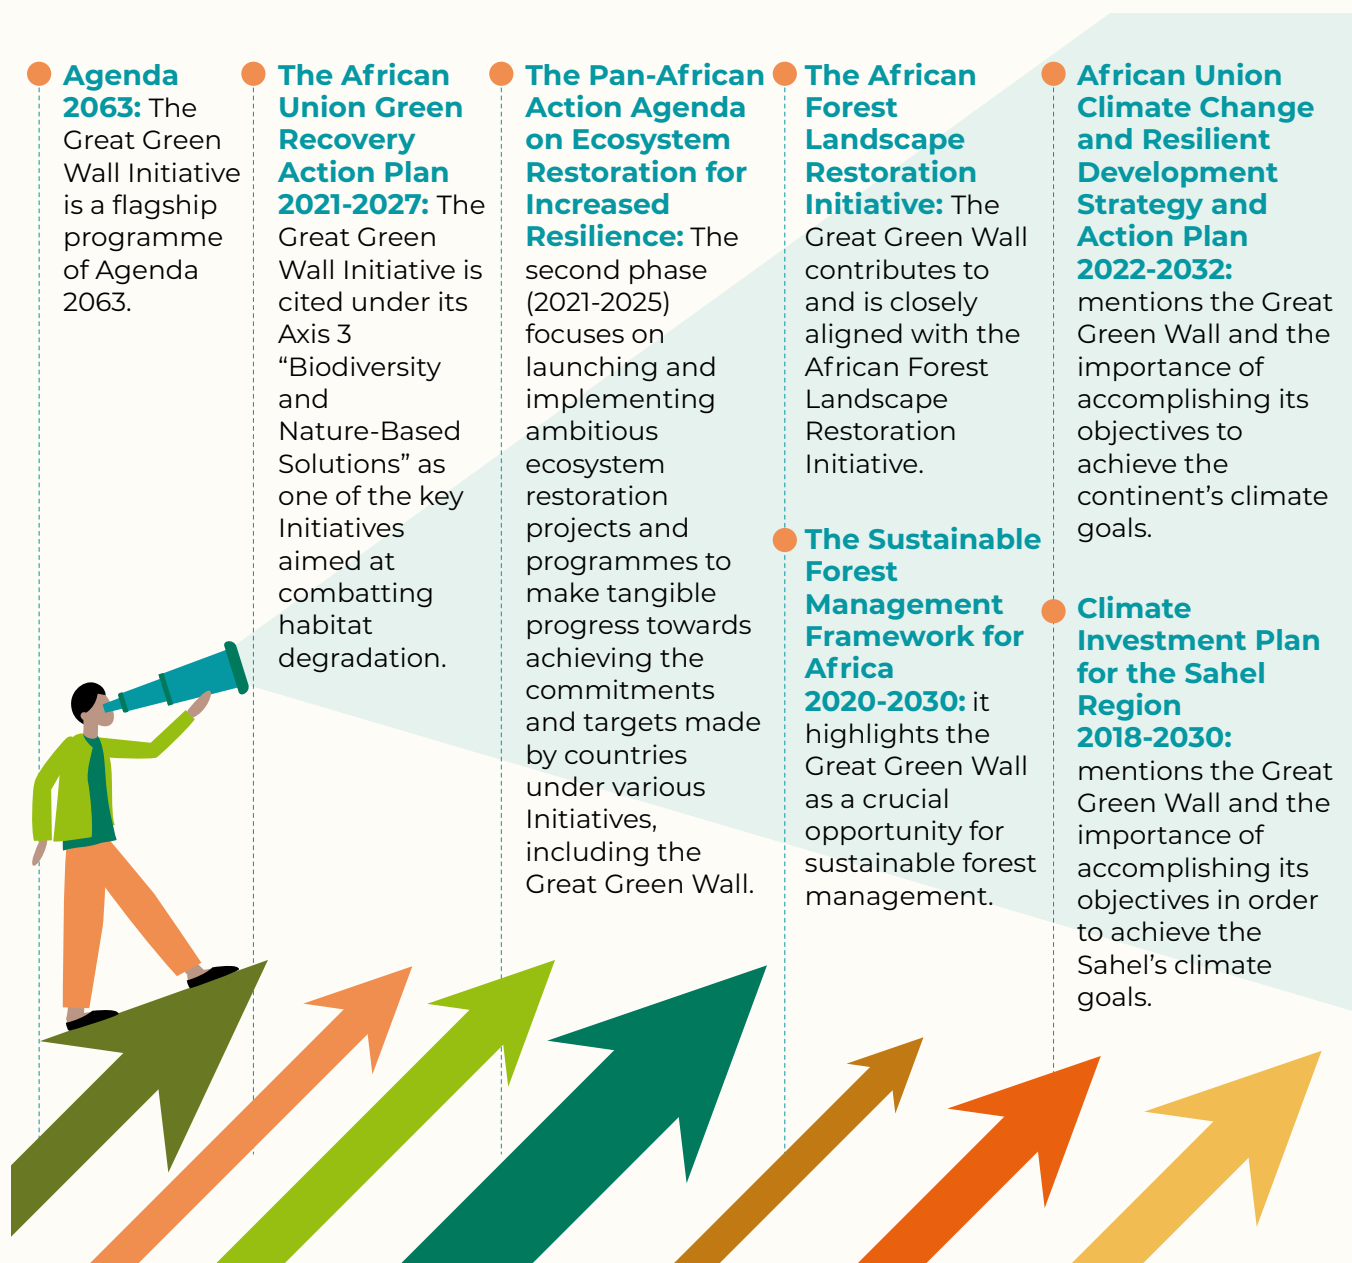 Agenda
2063: The
Great Green
Wall Initiative
is a flagship
programme
of Agenda
2063.
The African
Union Green
Recovery
Action Plan
2021-2027: The
Great Green
Wall Initiative is
cited under its
Axis 3
“Biodiversity
and
Nature-Based
Solutions” as
one of the key
Initiatives
aimed at
combatting
habitat
degradation.
The Pan-African
Action Agenda
on Ecosystem
Restoration for
Increased
Resilience: The
second phase
(2021-2025)
focuses on
launching and
implementing
ambitious
ecosystem
restoration
projects and
programmes to
make tangible
progress towards
achieving the
commitments
and targets made
by countries
under various
Initiatives,
including the
Great Green Wall.
The African
Forest
Landscape
Restoration
Initiative: The
Great Green Wall
contributes to
and is closely
aligned with the
African Forest
Landscape
Restoration
Initiative.
The Sustainable
Forest
Management
Framework for
Africa
2020-2030: it
highlights the
Great Green Wall
as a crucial
opportunity for
sustainable forest
management.
African Union
Climate Change
and Resilient
Development
Strategy and
Action Plan
2022-2032:
mentions the Great
Green Wall and the
importance of
accomplishing its
objectives to
achieve the
continent’s climate
goals.
Climate
Investment Plan
for the Sahel
Region
2018-2030:
mentions the Great
Green Wall and the
importance of
accomplishing its
objectives in order
to achieve the
Sahel’s climate
goals.